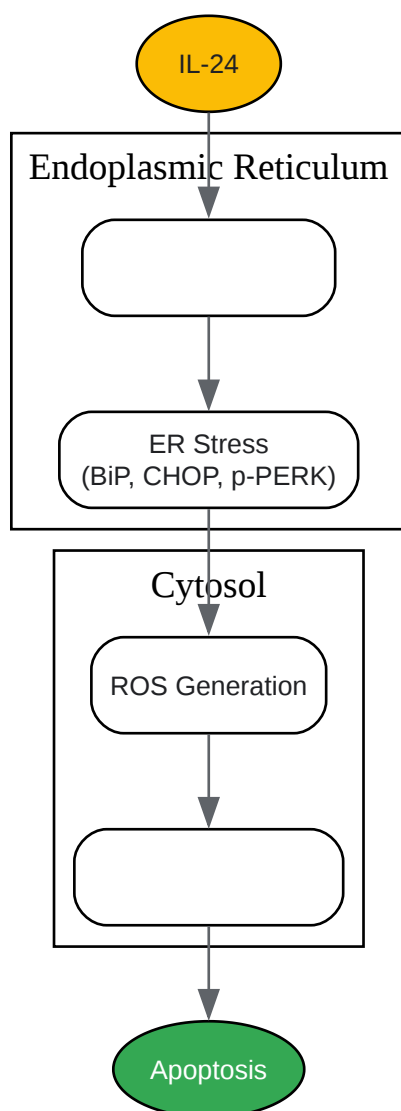 IL-24
Endoplasmic Reticulum
ER Stress
(BiP, CHOP, p-PERK)
Cytosol
ROS Generation
Apoptosis